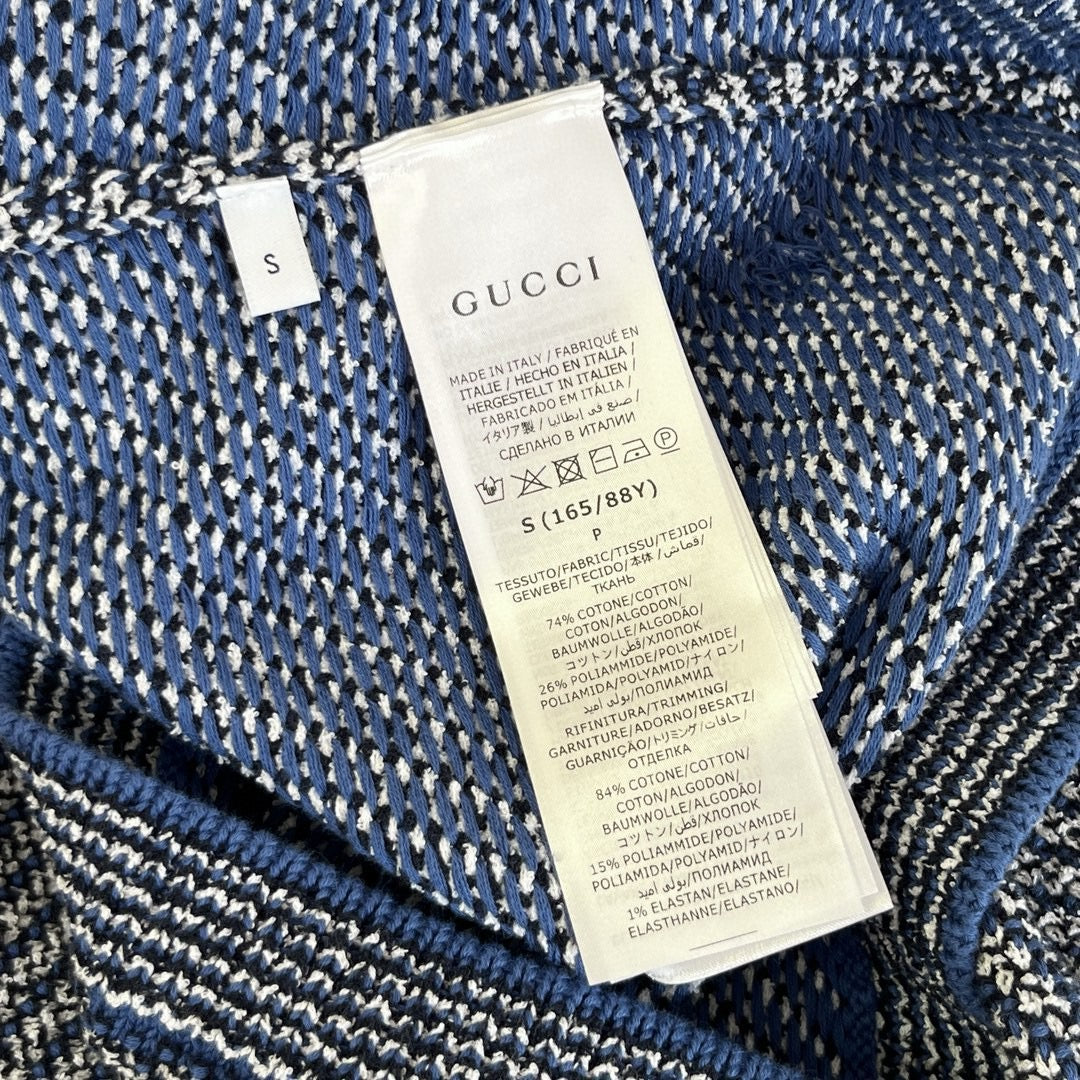 S
GUCCI
MADE IN ITALY / FABRIQUÉ EN
ITALIE / HECHO EN ITALIA /
HERGESTELLT IN ITALIEN /
FABRICADO EM ITÁLIA /
イタリア製 / صنع في إيطاليا /
СДЕЛАНО В ИТАЛИИ
P
S (165/88Y)
P
TESSUTO/FABRIC/TISSU/TEJIDO/
GEWEBE/TECIDO/本体 /قماش/
ТКАНЬ
74% COTONE/COTTON/
COTON/ALGODON/
BAUMWOLLE/ALGODÃO/
コットン/قطن/ХЛОПОК
26% POLIAMMIDE/POLYAMIDE/
POLIAMIDA/POLYAMID/ナイロン/
بولي اميد/ПОЛИАМИД
RIFINITURA/TRIMMING/
GARNITURE/ADORNO/BESATZ/
GUARNIÇÃO/トリミング/حافات/
ОТДЕЛКА
84% COTONE/COTTON/
COTON/ALGODON/
BAUMWOLLE/ALGODÃO/
コットン/قطن/ХЛОПОК
15% POLIAMMIDE/POLYAMIDE/
POLIAMIDA/POLYAMID/ナイロン/
بولي اميد/ПОЛИАМИД
1% ELASTAN/ELASTANE/
ELASTHANNE/ELASTANO/